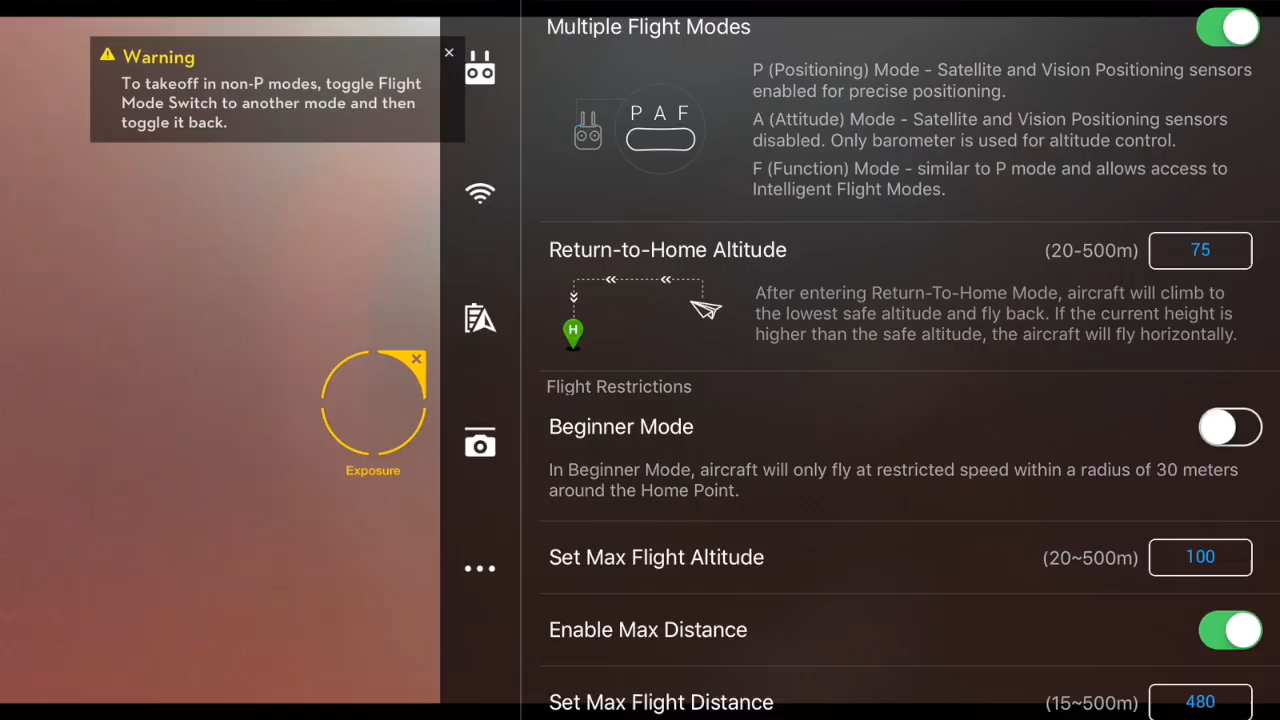 Warning
To takeoff in non-P modes, toggle Flight
Mode Switch to another mode and then
toggle it back.
Exposure
Multiple Flight Modes
P A F
P (Positioning) Mode - Satellite and Vision Positioning sensors
enabled for precise positioning.
A (Attitude) Mode - Satellite and Vision Positioning sensors
disabled. Only barometer is used for altitude control.
F (Function) Mode - similar to P mode and allows access to
Intelligent Flight Modes.
Return-to-Home Altitude (20-500m) 75
H
After entering Return-To-Home Mode, aircraft will climb to
the lowest safe altitude and fly back. If the current height is
higher than the safe altitude, the aircraft will fly horizontally.
Flight Restrictions
Beginner Mode
In Beginner Mode, aircraft will only fly at restricted speed within a radius of 30 meters
around the Home Point.
Set Max Flight Altitude (20~500m) 100
Enable Max Distance
Set Max Flight Distance (15~500m) 480